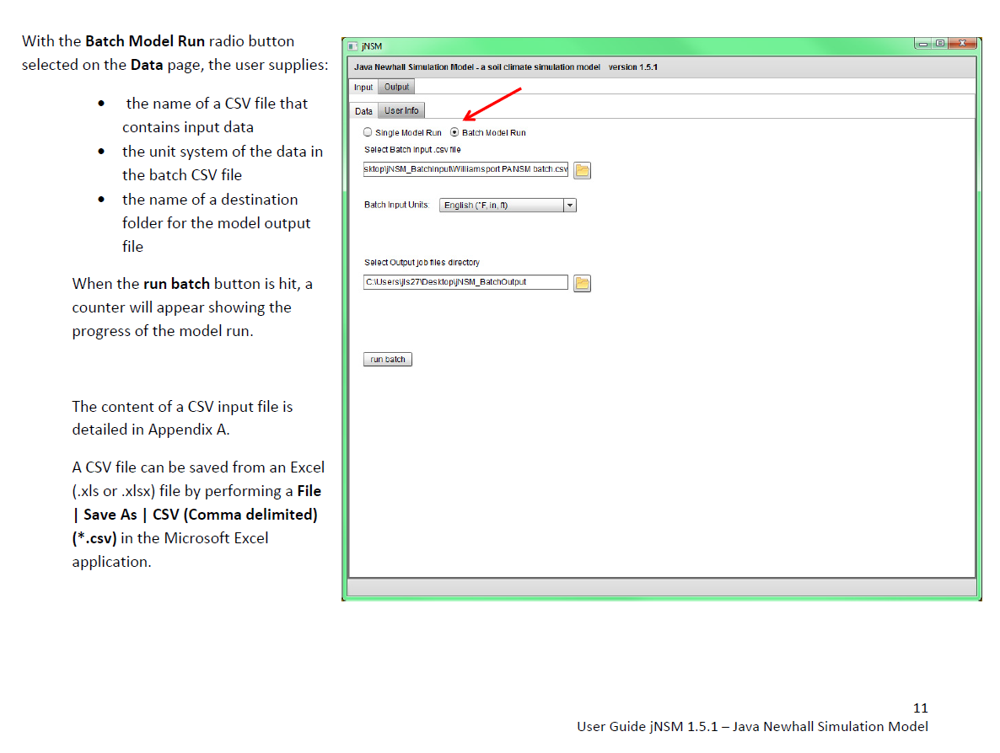 With the Batch Model Run radio button
selected on the Data page, the user supplies:
• the name of a CSV file that
contains input data
• the unit system of the data in
the batch CSV file
• the name of a destination
folder for the model output
file
When the run batch button is hit, a
counter will appear showing the
progress of the model run.
The content of a CSV input file is
detailed in Appendix A.
A CSV file can be saved from an Excel
(.xls or .xlsx) file by performing a File
| Save As | CSV (Comma delimited)
(*.csv) in the Microsoft Excel
application.
jNSM
Java Newhall Simulation Model - a soil climate simulation model version 1.5.1
Input Output
Data User Info
Single Model Run Batch Model Run
Select Batch Input .csv file
sktop\jNSM_BatchInput\Williamsport PANSM batch.csv
Batch Input Units: English (°F, in, ft)
Select Output job files directory
C:\Users\jls27\Desktop\jNSM_BatchOutput
run batch
11
User Guide jNSM 1.5.1 – Java Newhall Simulation Model